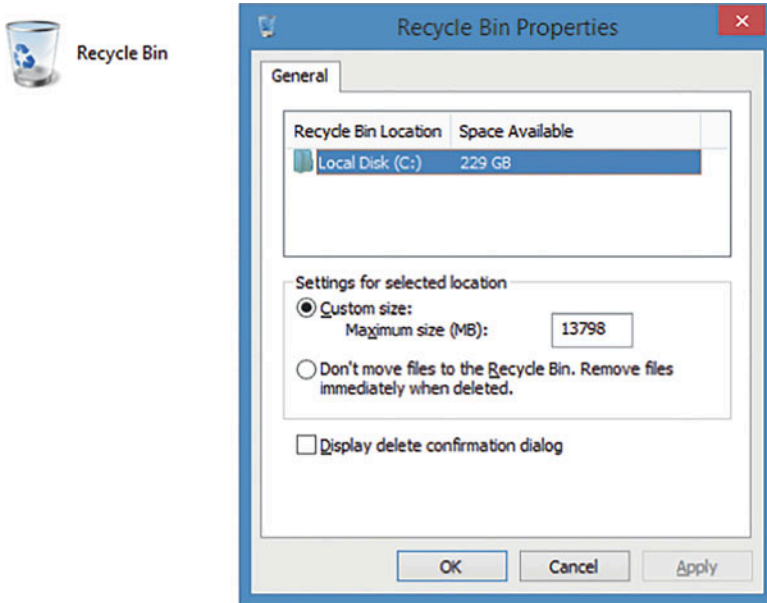 Recycle Bin
Recycle Bin Properties
General
Recycle Bin Location Space Available
Local Disk (C:) 229 GB
Settings for selected location
Custom size:
Maximum size (MB): 13798
Don't move files to the Recycle Bin. Remove files
immediately when deleted.
Display delete confirmation dialog
OK Cancel Apply